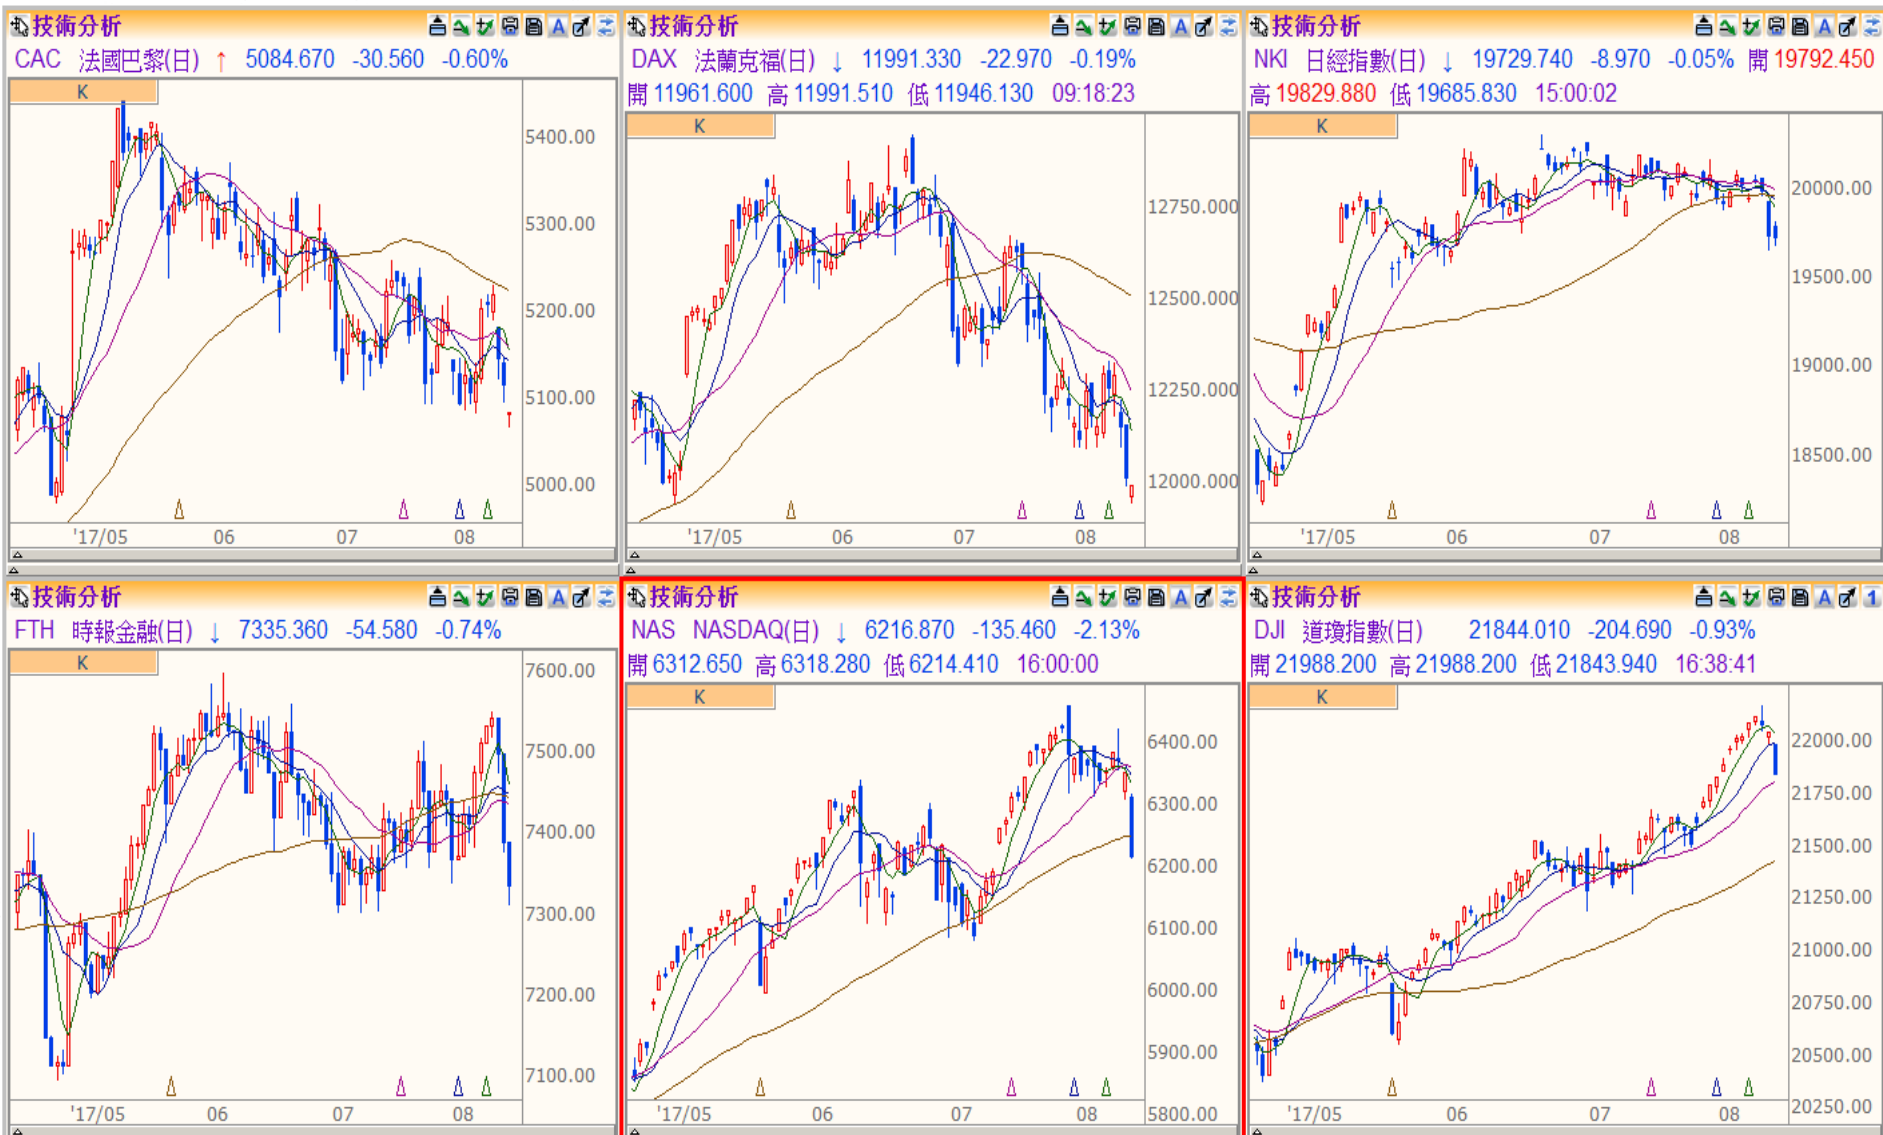 技術分析
CAC 法國巴黎(日) ↑ 5084.670 -30.560 -0.60%
K
5400.00
5300.00
5200.00
5100.00
5000.00
'17/05 06 07 08
技術分析
DAX 法蘭克福(日) ↓ 11991.330 -22.970 -0.19%
開 11961.600 高 11991.510 低 11946.130 09:18:23
K
12750.000
12500.000
12250.000
12000.000
'17/05 06 07 08
技術分析
NKI 日經指數(日) ↓ 19729.740 -8.970 -0.05% 開 19792.450
高 19829.880 低 19685.830 15:00:02
K
20000.00
19500.00
19000.00
18500.00
'17/05 06 07 08
技術分析
FTH 時報金融(日) ↓ 7335.360 -54.580 -0.74%
K
7600.00
7500.00
7400.00
7300.00
7200.00
7100.00
'17/05 06 07 08
技術分析
NAS NASDAQ(日) ↓ 6216.870 -135.460 -2.13%
開 6312.650 高 6318.280 低 6214.410 16:00:00
K
6400.00
6300.00
6200.00
6100.00
6000.00
5900.00
5800.00
'17/05 06 07 08
技術分析
DJI 道瓊指數(日) 21844.010 -204.690 -0.93%
開 21988.200 高 21988.200 低 21843.940 16:38:41
K
22000.00
21750.00
21500.00
21250.00
21000.00
20750.00
20500.00
20250.00
'17/05 06 07 08